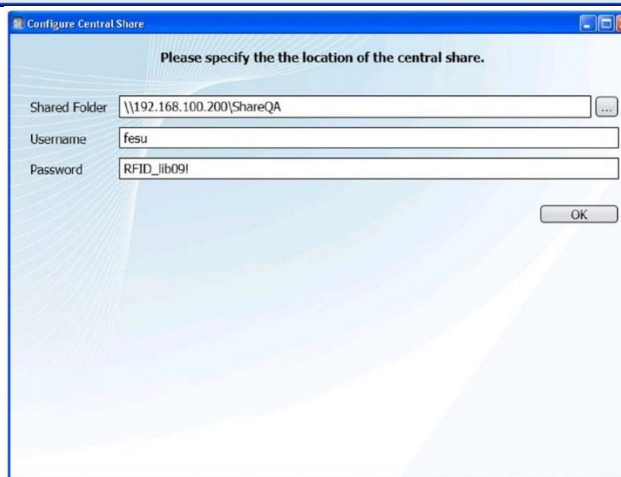 Configure Central Share
Please specify the the location of the central share.
Shared Folder \\192.168.100.200\ShareQA ...
Username fesu
Password RFID_lib09!
OK